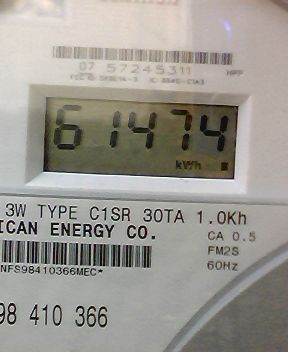 07 57245311
HPP
61474
kWh
3W TYPE C1SR 30TA 1.0Kh
ICAN ENERGY CO.
CA 0.5
FM2S
60Hz
NFS98410366MEC*
98 410 366